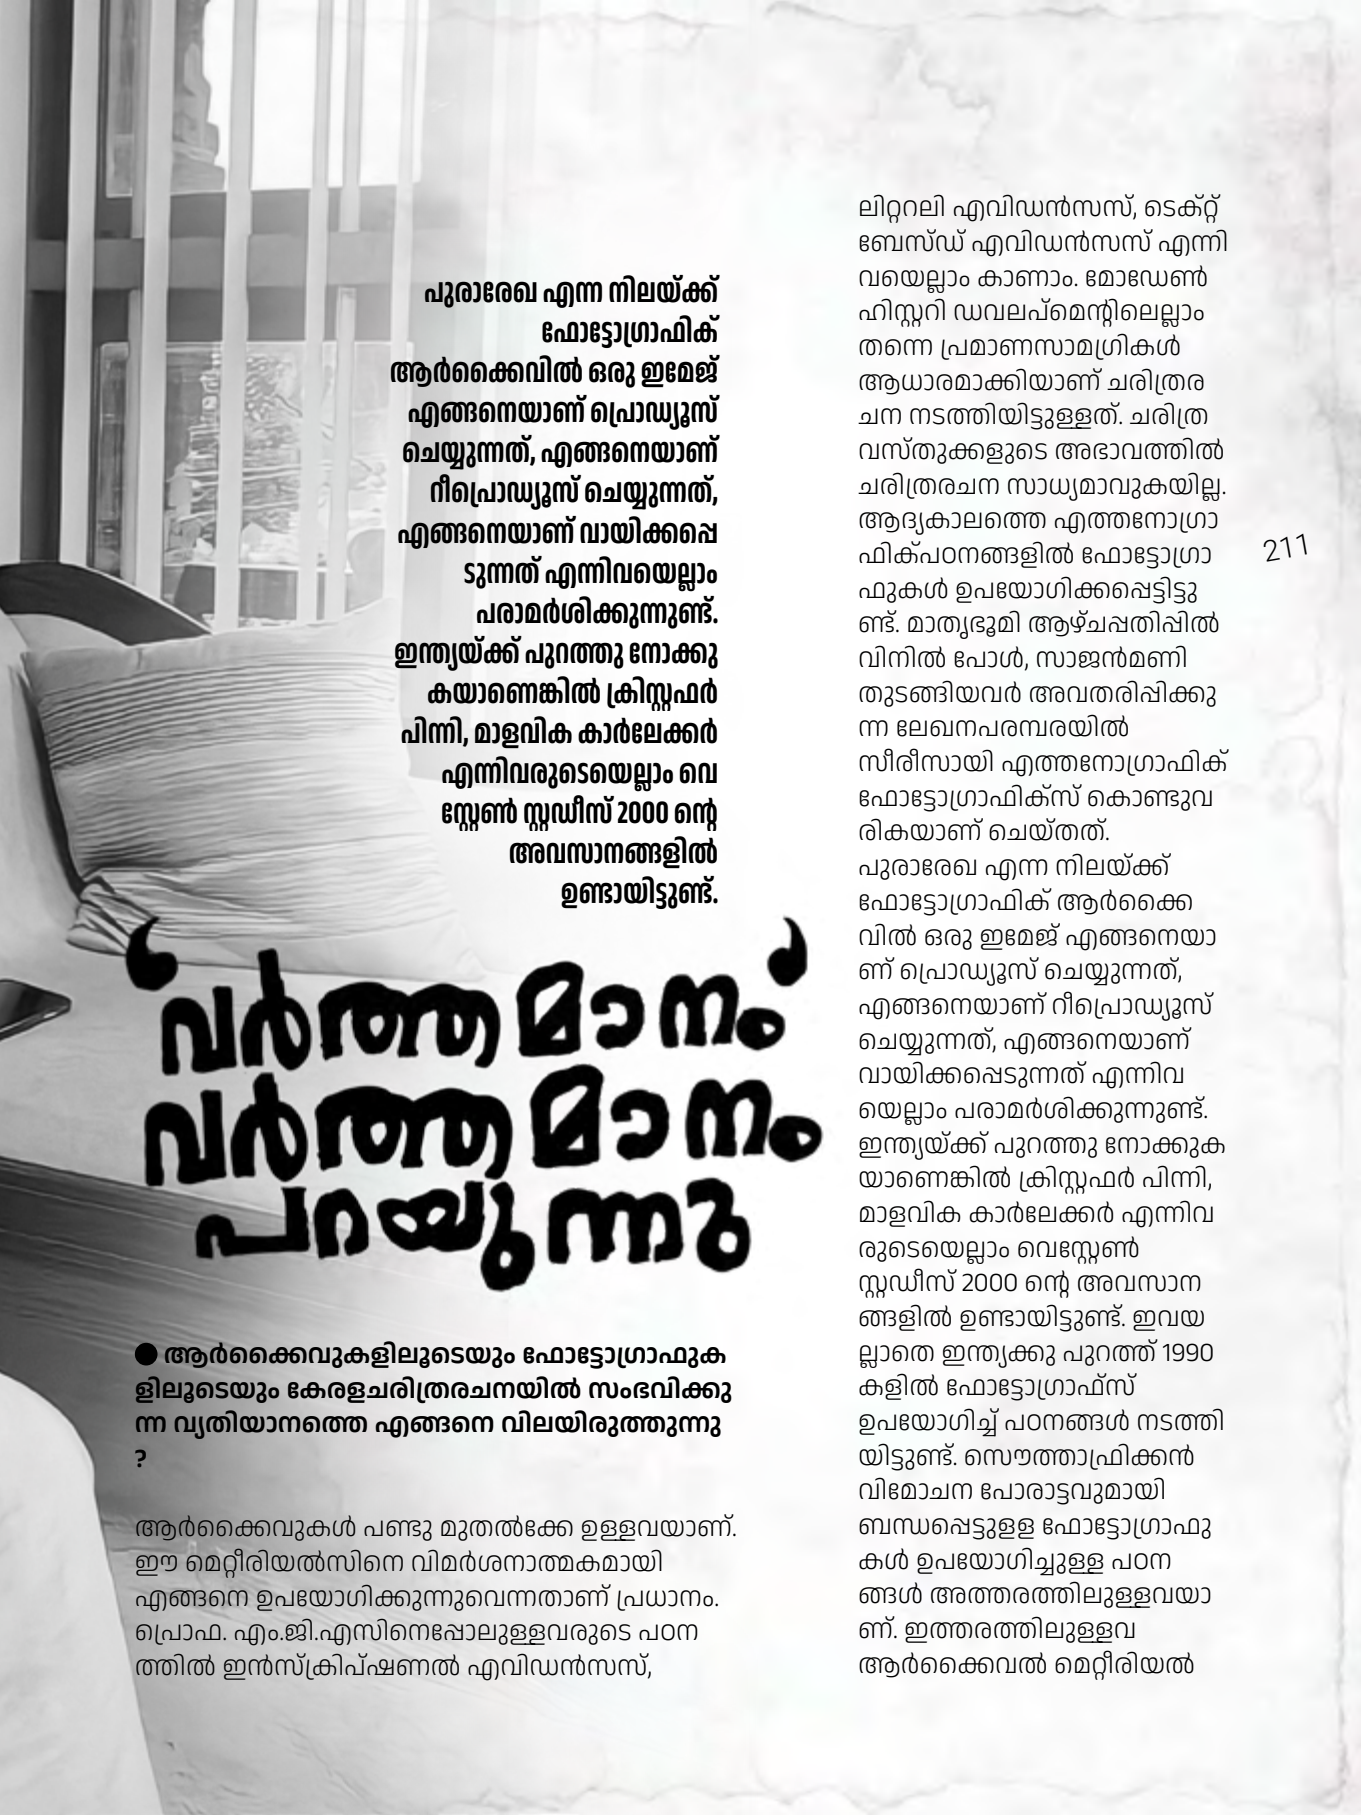 പുരാരേഖ എന്ന നിലയ്ക്ക്
ഫോട്ടോഗ്രാഫിക്
ആർക്കൈവിൽ ഒരു ഇമേജ്
എങ്ങനെയാണ് പ്രൊഡ്യൂസ്
ചെയ്യുന്നത്, എങ്ങനെയാണ്
റീപ്രൊഡ്യൂസ് ചെയ്യുന്നത്,
എങ്ങനെയാണ് വായിക്കപ്പെ
ടുന്നത് എന്നിവയെല്ലാം
പരാമർശിക്കുന്നുണ്ട്.
ഇന്ത്യയ്ക്ക് പുറത്തു നോക്കു
കയാണെങ്കിൽ ക്രിസ്റ്റഫർ
പിന്നി, മാളവിക കാർലേക്കർ
എന്നിവരുടെയെല്ലാം വെ
സ്റ്റേൺ സ്റ്റഡീസ് 2000 ന്റെ
അവസാനങ്ങളിൽ
ഉണ്ടായിട്ടുണ്ട്.
'വർത്തമാനം'
വർത്തമാനം
പറയുന്നു
● ആർക്കൈവുകളിലൂടെയും ഫോട്ടോഗ്രാഫുക
ളിലൂടെയും കേരളചരിത്രരചനയിൽ സംഭവിക്കു
ന്ന വ്യതിയാനത്തെ എങ്ങനെ വിലയിരുത്തുന്നു
?
ആർക്കൈവുകൾ പണ്ടു മുതൽക്കേ ഉള്ളവയാണ്.
ഈ മെറ്റീരിയൽസിനെ വിമർശനാത്മകമായി
എങ്ങനെ ഉപയോഗിക്കുന്നുവെന്നതാണ് പ്രധാനം.
പ്രൊഫ. എം.ജി.എസിനെപ്പോലുള്ളവരുടെ പഠന
ത്തിൽ ഇൻസ്ക്രിപ്ഷണൽ എവിഡൻസസ്,
ലിറ്ററലി എവിഡൻസസ്, ടെക്റ്റ്
ബേസ്ഡ് എവിഡൻസസ് എന്നി
വയെല്ലാം കാണാം. മോഡേൺ
ഹിസ്റ്ററി ഡവലപ്മെന്റിലെല്ലാം
തന്നെ പ്രമാണസാമഗ്രികൾ
ആധാരമാക്കിയാണ് ചരിത്രര
ചന നടത്തിയിട്ടുള്ളത്. ചരിത്ര
വസ്തുക്കളുടെ അഭാവത്തിൽ
ചരിത്രരചന സാധ്യമാവുകയില്ല.
ആദ്യകാലത്തെ എത്തനോഗ്രാ
ഫിക്പഠനങ്ങളിൽ ഫോട്ടോഗ്രാ
ഫുകൾ ഉപയോഗിക്കപ്പെട്ടിട്ടു
ണ്ട്. മാതൃഭൂമി ആഴ്ചപ്പതിപ്പിൽ
വിനിൽ പോൾ, സാജൻമണി
തുടങ്ങിയവർ അവതരിപ്പിക്കു
ന്ന ലേഖനപരമ്പരയിൽ
സീരീസായി എത്തനോഗ്രാഫിക്
ഫോട്ടോഗ്രാഫിക്സ് കൊണ്ടുവ
രികയാണ് ചെയ്തത്.
പുരാരേഖ എന്ന നിലയ്ക്ക്
ഫോട്ടോഗ്രാഫിക് ആർക്കൈ
വിൽ ഒരു ഇമേജ് എങ്ങനെയാ
ണ് പ്രൊഡ്യൂസ് ചെയ്യുന്നത്,
എങ്ങനെയാണ് റീപ്രൊഡ്യൂസ്
ചെയ്യുന്നത്, എങ്ങനെയാണ്
വായിക്കപ്പെടുന്നത് എന്നിവ
യെല്ലാം പരാമർശിക്കുന്നുണ്ട്.
ഇന്ത്യയ്ക്ക് പുറത്തു നോക്കുക
യാണെങ്കിൽ ക്രിസ്റ്റഫർ പിന്നി,
മാളവിക കാർലേക്കർ എന്നിവ
രുടെയെല്ലാം വെസ്റ്റേൺ
സ്റ്റഡീസ് 2000 ന്റെ അവസാന
ങ്ങളിൽ ഉണ്ടായിട്ടുണ്ട്. ഇവയ
ല്ലാതെ ഇന്ത്യക്കു പുറത്ത് 1990
കളിൽ ഫോട്ടോഗ്രാഫ്സ്
ഉപയോഗിച്ച് പഠനങ്ങൾ നടത്തി
യിട്ടുണ്ട്. സൌത്താഫ്രിക്കൻ
വിമോചന പോരാട്ടവുമായി
ബന്ധപ്പെട്ടുളള ഫോട്ടോഗ്രാഫു
കൾ ഉപയോഗിച്ചുള്ള പഠന
ങ്ങൾ അത്തരത്തിലുള്ളവയാ
ണ്. ഇത്തരത്തിലുള്ളവ
ആർക്കൈവൽ മെറ്റീരിയൽ
211